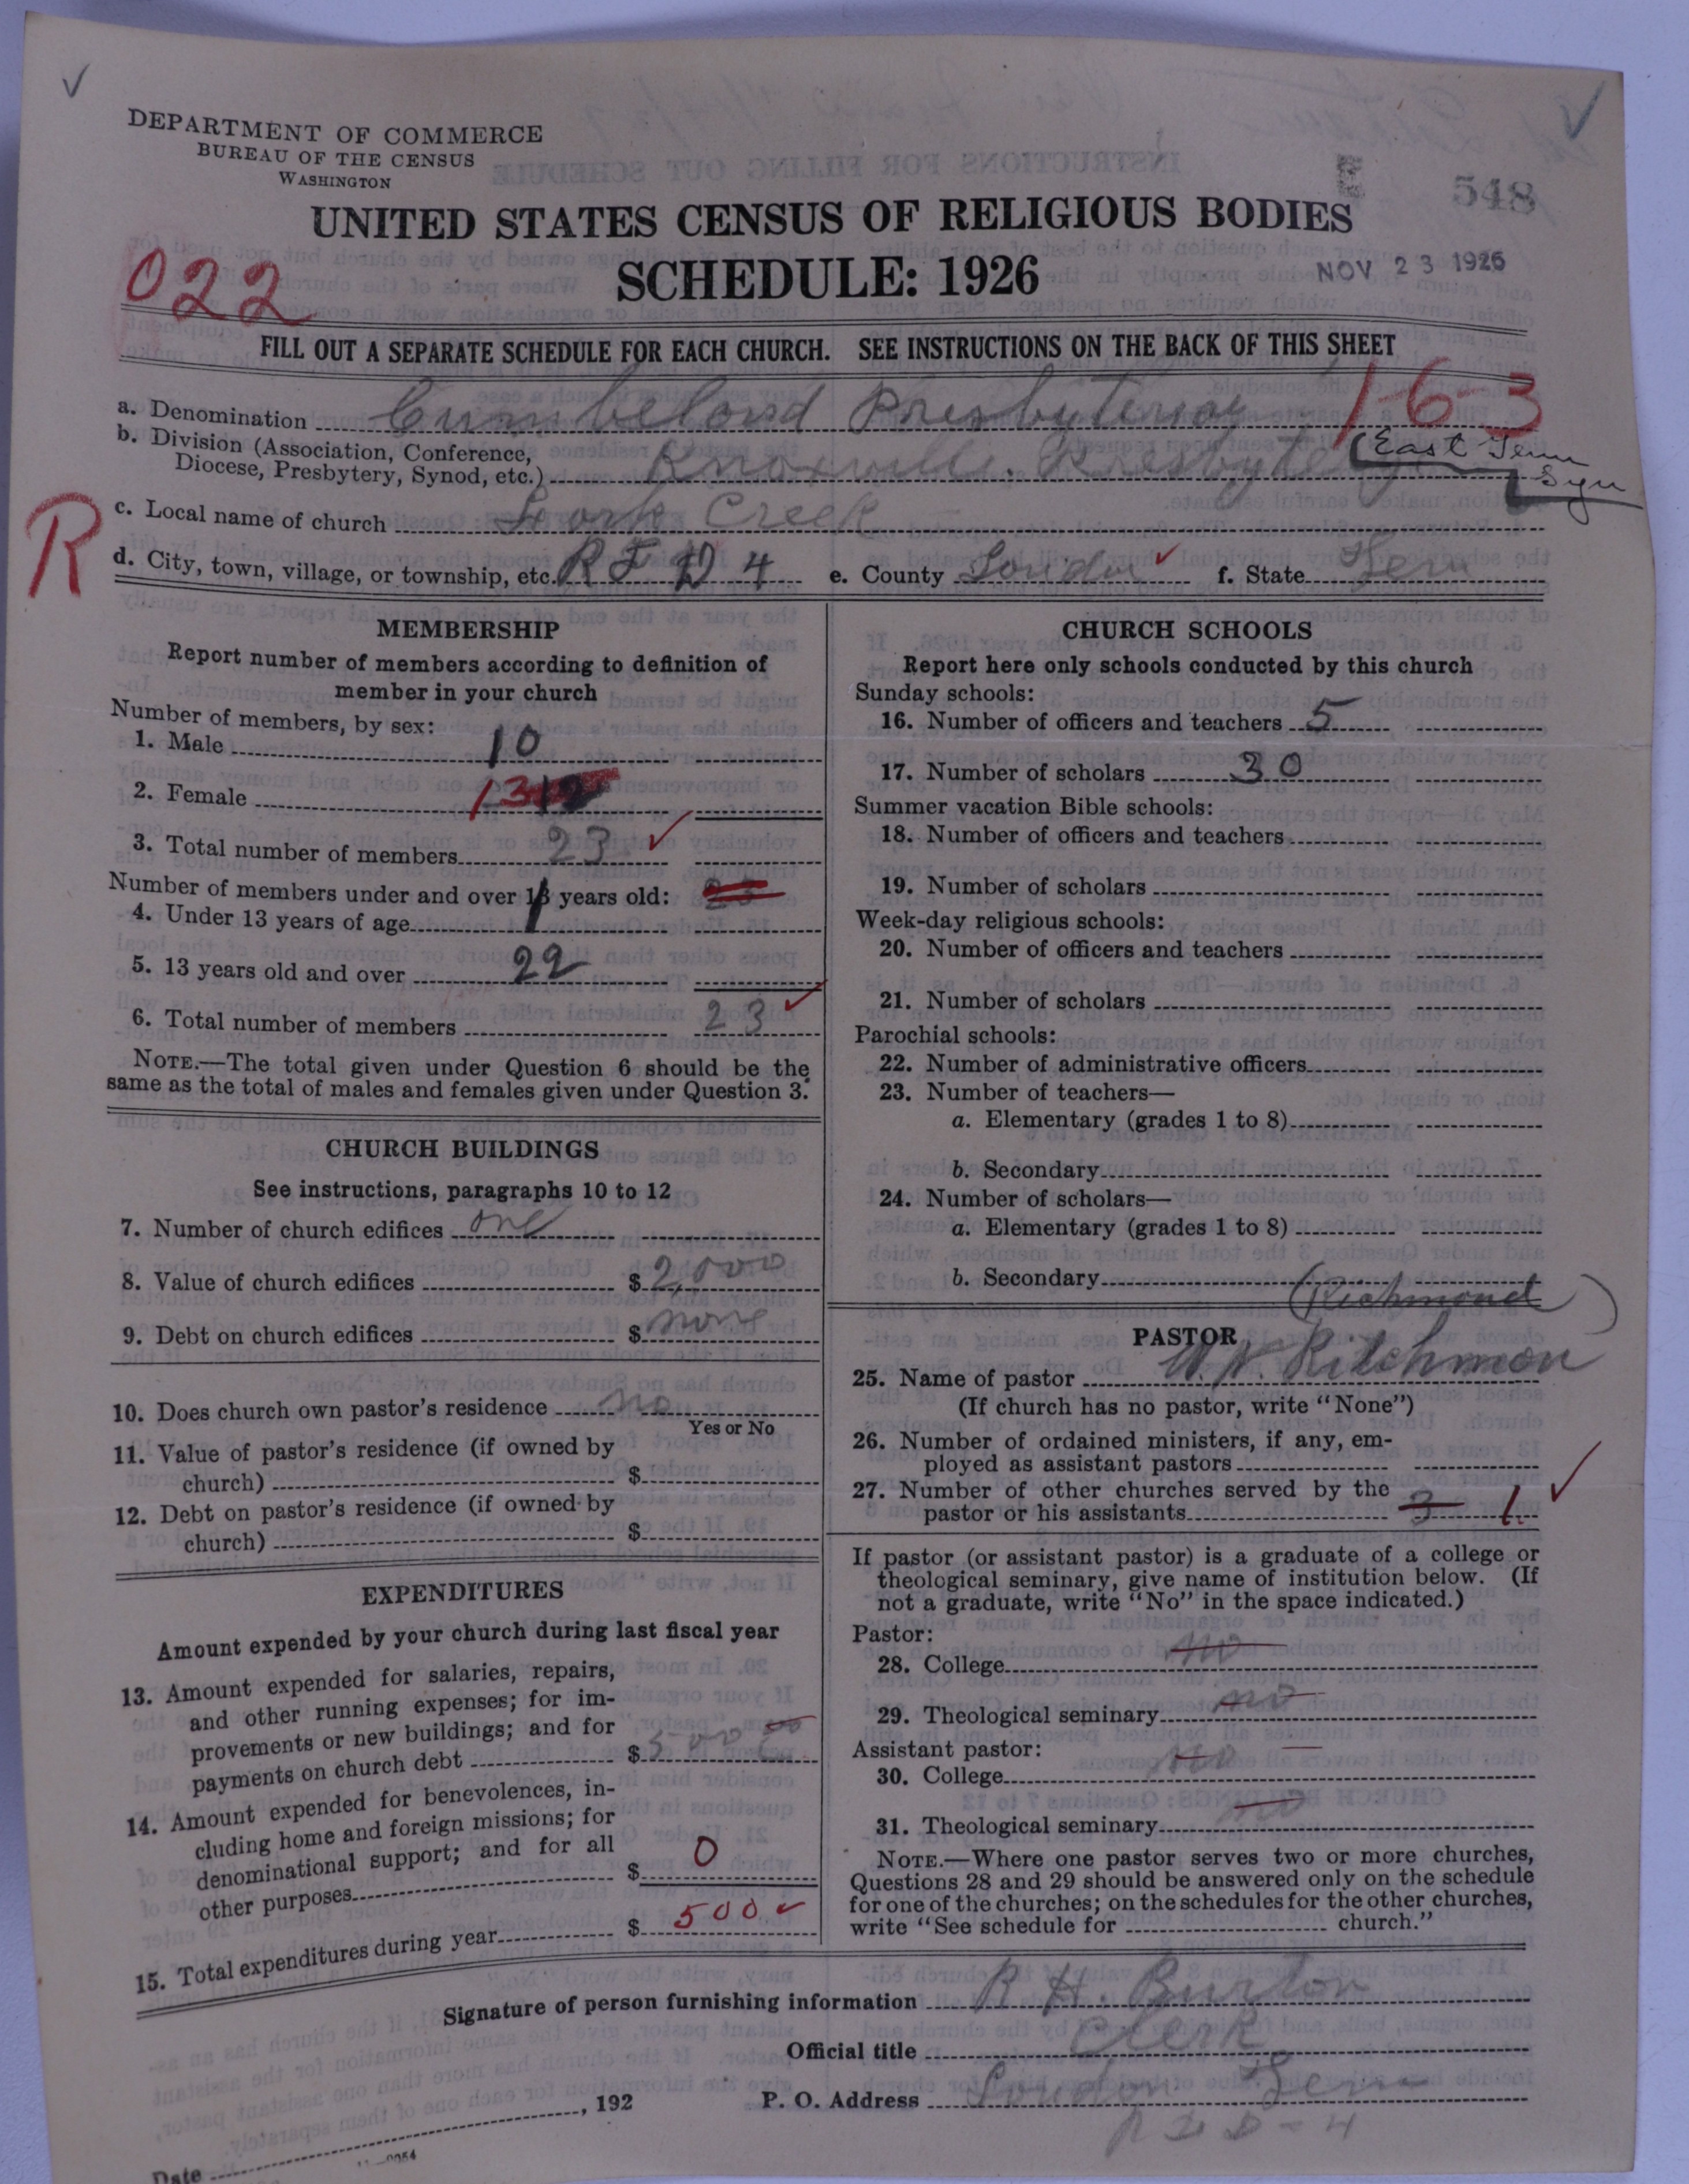 DEPARTMENT OF COMMERCE
BUREAU OF THE CENSUS
WASHINGTON
548
UNITED STATES CENSUS OF RELIGIOUS BODIES
SCHEDULE: 1926
NOV 23 1926
022
FILL OUT A SEPARATE SCHEDULE FOR EACH CHURCH. SEE INSTRUCTIONS ON THE BACK OF THIS SHEET
1-6-3
a. Denomination Cumbeland Presbyterian
b. Division (Association, Conference,
Diocese, Presbytery, Synod, etc.) Knoxville. Presbytery (East Tenn
Syn
R
c. Local name of church Creek
d. City, town, village, or township, etc. R F D 4 e. County Loudon f. State Tenn
MEMBERSHIP
Report number of members according to definition of
member in your church
Number of members, by sex:
1. Male 10
2. Female 13
3. Total number of members 23
Number of members under and over 13 years old:
4. Under 13 years of age 1
5. 13 years old and over 22
6. Total number of members 23
NOTE.—The total given under Question 6 should be the
same as the total of males and females given under Question 3.
CHURCH BUILDINGS
See instructions, paragraphs 10 to 12
7. Number of church edifices one
8. Value of church edifices $ 2,000
9. Debt on church edifices $ none
10. Does church own pastor's residence no
Yes or No
11. Value of pastor's residence (if owned by
church) $
12. Debt on pastor's residence (if owned by
church) $
EXPENDITURES
Amount expended by your church during last fiscal year
13. Amount expended for salaries, repairs,
and other running expenses; for im-
provements or new buildings; and for
payments on church debt $ 500 00
14. Amount expended for benevolences, in-
cluding home and foreign missions; for
denominational support; and for all
other purposes $ 0
15. Total expenditures during year $ 500
CHURCH SCHOOLS
Report here only schools conducted by this church
Sunday schools:
16. Number of officers and teachers 5
17. Number of scholars 30
Summer vacation Bible schools:
18. Number of officers and teachers
19. Number of scholars
Week-day religious schools:
20. Number of officers and teachers
21. Number of scholars
Parochial schools:
22. Number of administrative officers
23. Number of teachers—
a. Elementary (grades 1 to 8)
b. Secondary
24. Number of scholars—
a. Elementary (grades 1 to 8)
b. Secondary
(Richmond)
PASTOR
25. Name of pastor W. N. Ritchmon
(If church has no pastor, write "None")
26. Number of ordained ministers, if any, em-
ployed as assistant pastors
27. Number of other churches served by the
pastor or his assistants 3 1
If pastor (or assistant pastor) is a graduate of a college or
theological seminary, give name of institution below. (If
not a graduate, write "No" in the space indicated.)
Pastor:
28. College no
29. Theological seminary no
Assistant pastor:
30. College no
31. Theological seminary no
NOTE.—Where one pastor serves two or more churches,
Questions 28 and 29 should be answered only on the schedule
for one of the churches; on the schedules for the other churches,
write "See schedule for church."
Signature of person furnishing information R H. Burton
Official title Clerk
P. O. Address Loudon Tenn
R F D - 4
Date , 192